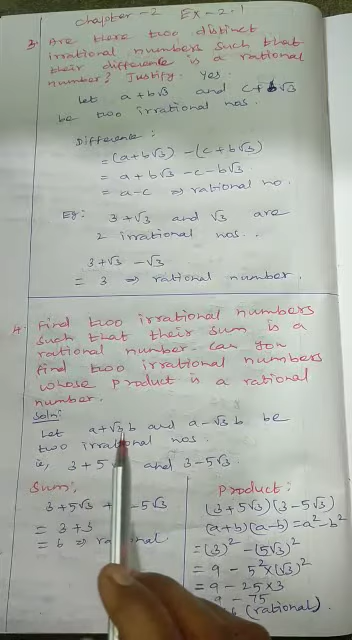 Chapter-2 Ex-2.1
3. Are there two distinct
irrational numbers such that
their difference is a rational
number? Justify. Yes.
Let a+b√3 and c+b√3
be two irrational nos.
Difference:
= (a+b√3) - (c+b√3)
= a+b√3 - c - b√3
= a-c ⇒ rational no.
Eg: 3+√3 and √3 are
2 irrational nos..
3+√3 - √3
= 3 ⇒ rational number.
4. Find two irrational numbers
such that their sum is a
rational number. can you
find two irrational numbers
whose product is a rational
number.
Soln:
Let a+√3b and a-√3b be
two irrational nos.
ie, 3+5 and 3-5√3.
Sum:
3+5√3 + -5√3
= 3+3
= 6 ⇒ rational
Product:
(3+5√3)(3-5√3)
(a+b)(a-b)=a²-b²
= (3)² - (5√3)²
= 9 - 5²×(√3)²
= 9 - 25×3
9 - 75
(rational).